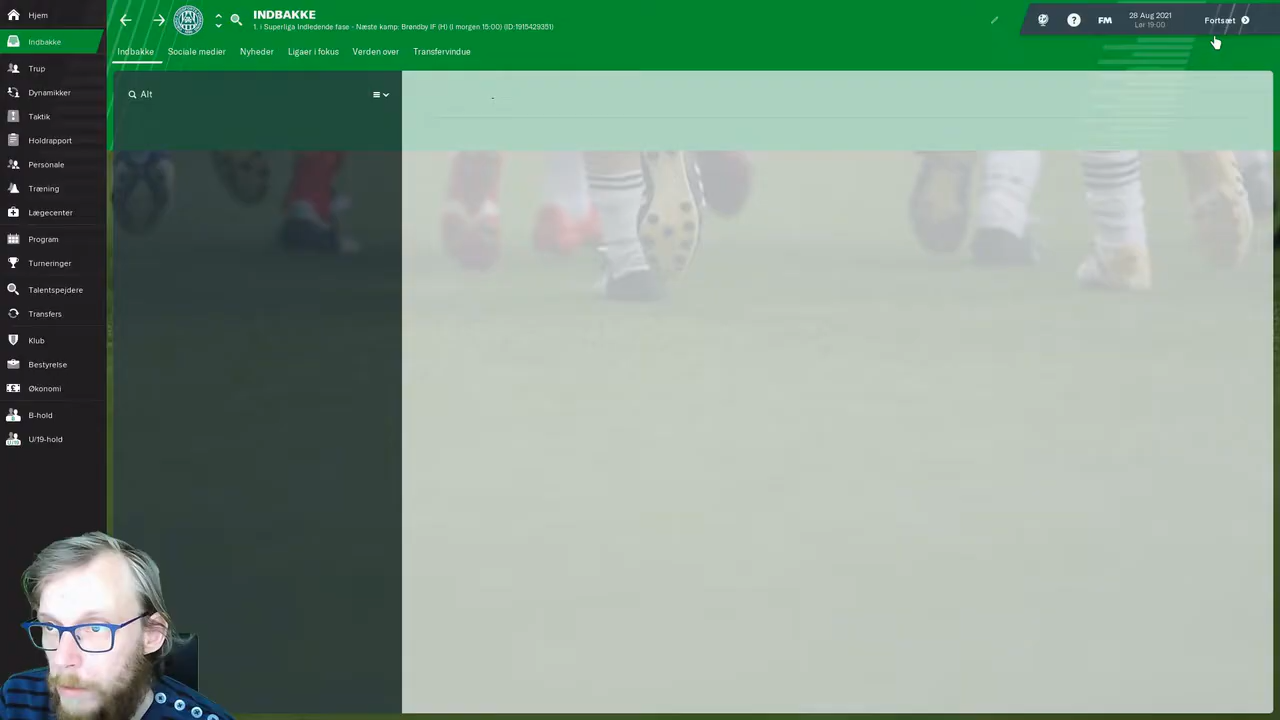 Hjem
INDBAKKE
1. i Superliga Indledende fase - Næste kamp: Brøndby IF (H) (I morgen 15:00) (ID:1915429351)
FM
28 Aug 2021
Lør 19:00
Fortsæt
Indbakke
Indbakke Sociale medier Nyheder Ligaer i fokus Verden over Transfervindue
Alt
-
Trup
Dynamikker
Taktik
Holdrapport
Personale
Træning
Lægecenter
Program
Turneringer
Talentspejdere
Transfers
Klub
Bestyrelse
Økonomi
B-hold
U/19-hold